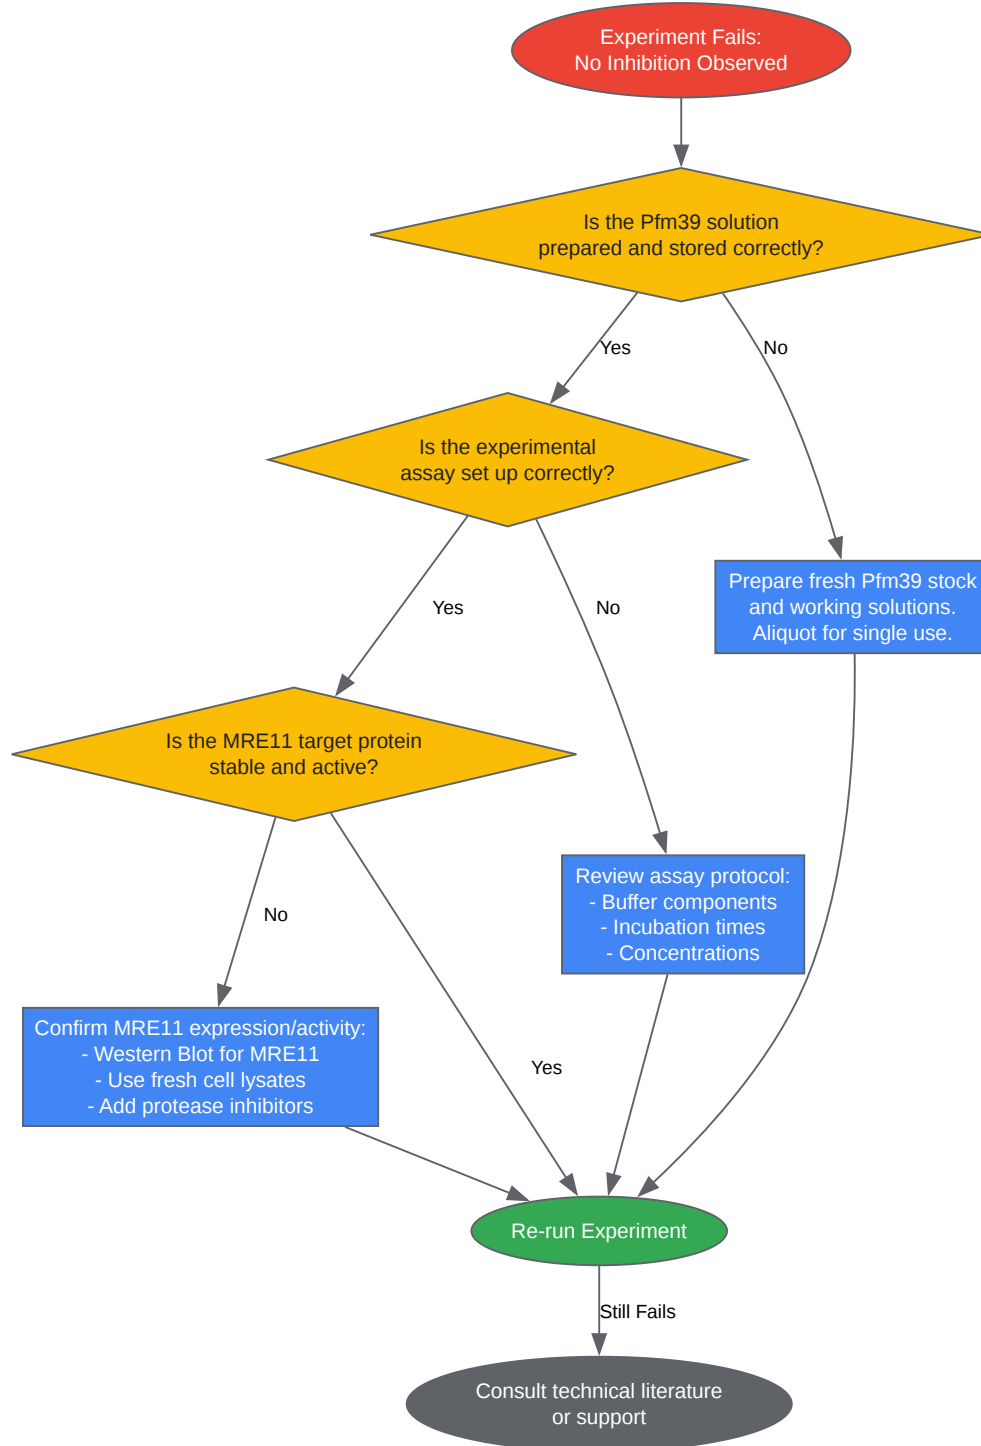 Experiment Fails:
No Inhibition Observed
Is the Pfm39 solution
prepared and stored correctly?
Yes
No
Is the experimental
assay set up correctly?
Prepare fresh Pfm39 stock
and working solutions.
Aliquot for single use.
Yes
No
Is the MRE11 target protein
stable and active?
Review assay protocol:
- Buffer components
- Incubation times
- Concentrations
No
Confirm MRE11 expression/activity:
- Western Blot for MRE11
- Use fresh cell lysates
- Add protease inhibitors
Yes
Re-run Experiment
Still Fails
Consult technical literature
or support